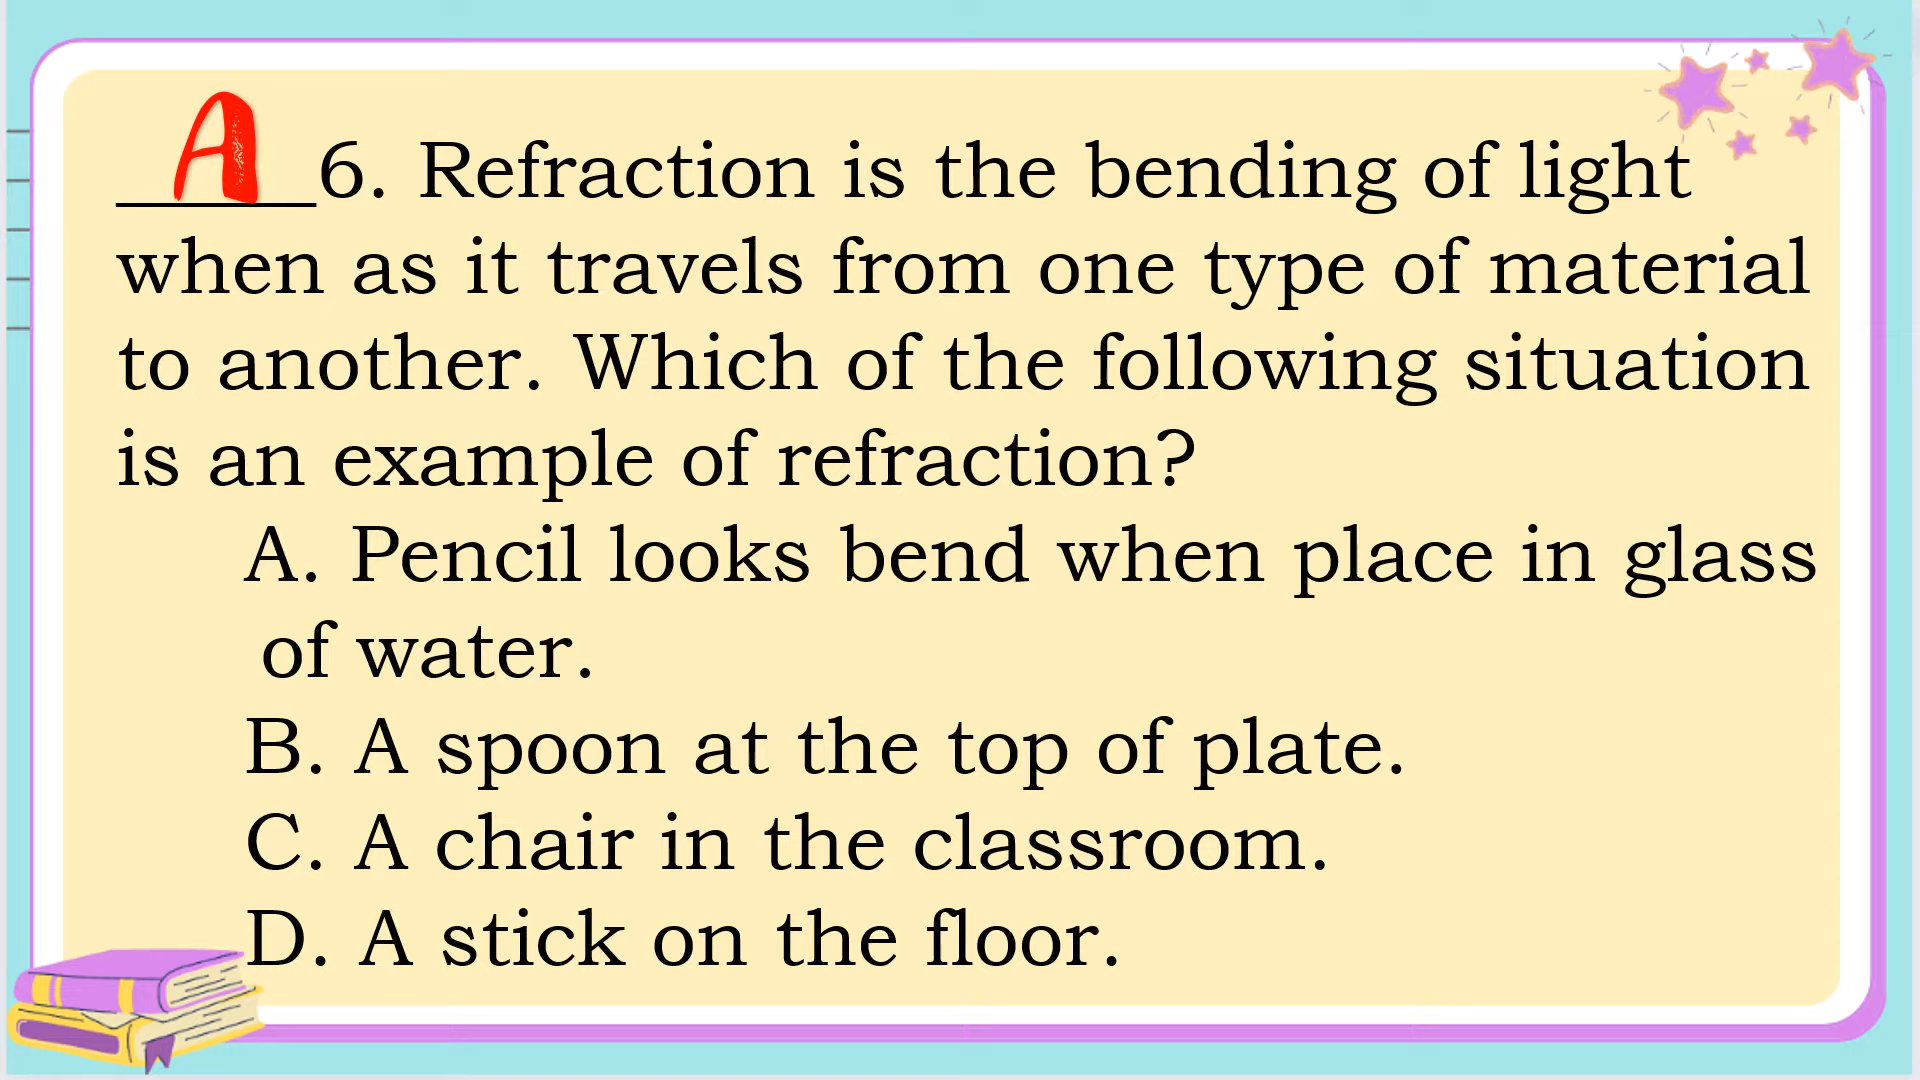 A
______6. Refraction is the bending of light
when as it travels from one type of material
to another. Which of the following situation
is an example of refraction?
A. Pencil looks bend when place in glass
of water.
B. A spoon at the top of plate.
C. A chair in the classroom.
D. A stick on the floor.